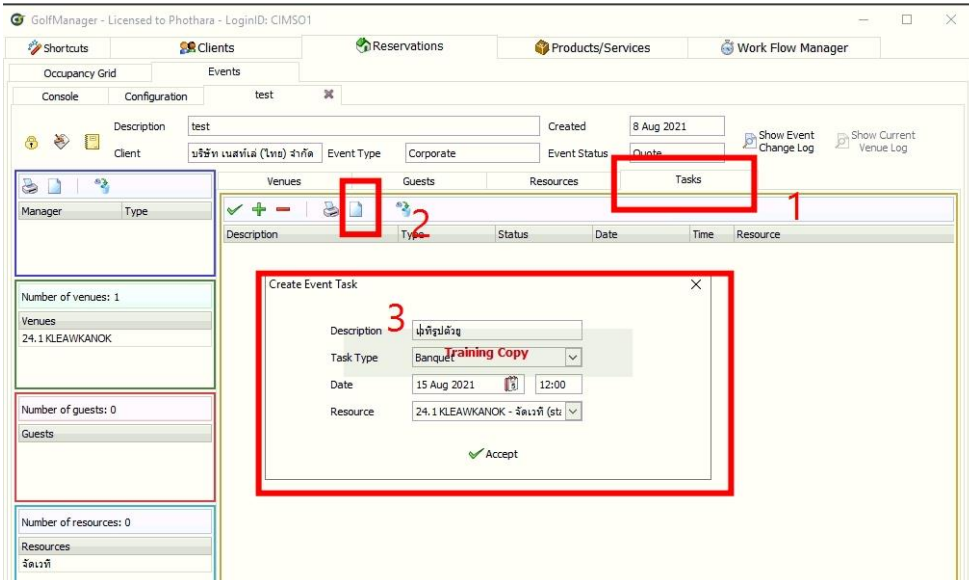 GolfManager - Licensed to Phothara - LoginID: CIMSO1
Shortcuts Clients Reservations Products/Services Work Flow Manager
Occupancy Grid Events
Console Configuration test
Description test Created 8 Aug 2021 Show Event Change Log Show Current Venue Log
Client บริษัท เนสท์เล่ (ไทย) จำกัด Event Type Corporate Event Status Quote
Venues Guests Resources Tasks
1
2
Manager Type
Description Type Status Date Time Resource
Create Event Task
3
Description
Training Copy
Task Type Banquet
Date 15 Aug 2021 12:00
Resource 24.1 KLEAWKANOK - จัดเวที (sta
Accept
Number of venues: 1
Venues
24.1 KLEAWKANOK
Number of guests: 0
Guests
Number of resources: 0
Resources
จัดเวที